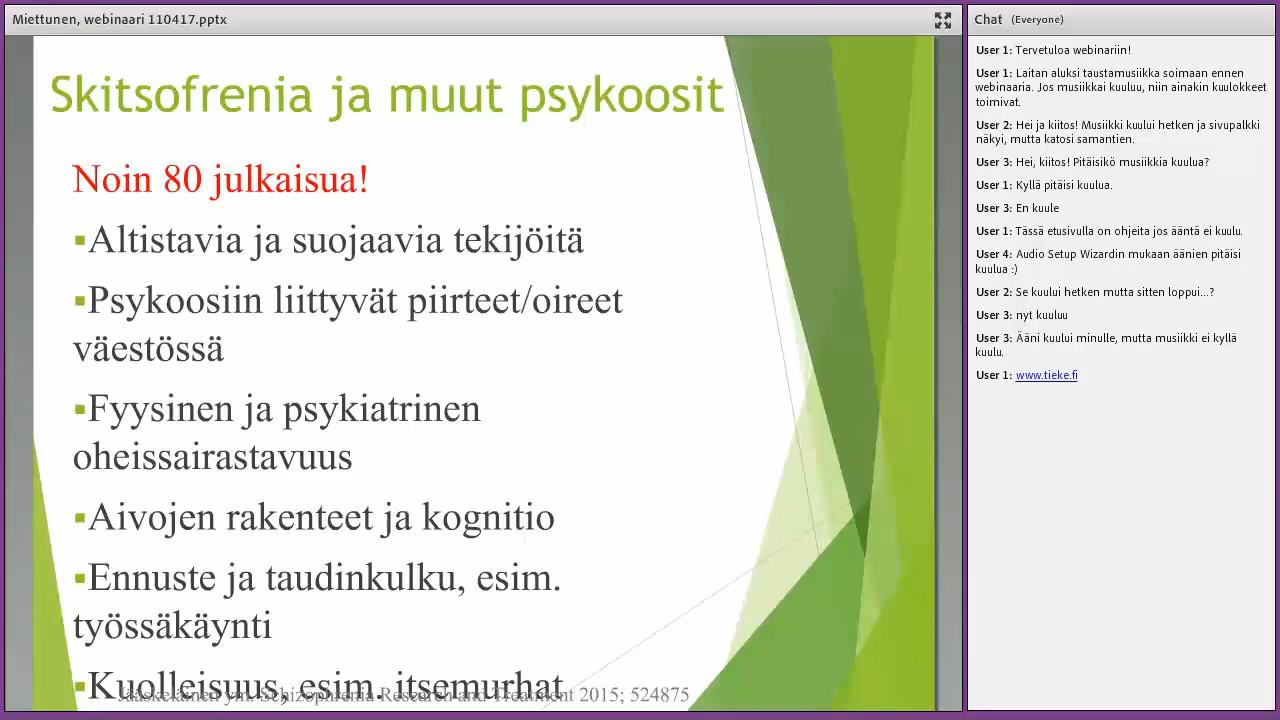 Miettunen, webinaari 110417.pptx
Skitsofrenia ja muut psykoosit
Noin 80 julkaisua!
▪Altistavia ja suojaavia tekijöitä
▪Psykoosiin liittyvät piirteet/oireet
väestössä
▪Fyysinen ja psykiatrinen
oheissairastavuus
▪Aivojen rakenteet ja kognitio
▪Ennuste ja taudinkulku, esim.
työssäkäynti
▪Kuolleisuus, esim. itsemurhat
Jääskeläinen ym. Schizophrenia Research and Treatment 2015; 524875
Chat (Everyone)
User 1: Tervetuloa webinariin!
User 1: Laitan aluksi taustamusiikka soimaan ennen
webinaaria. Jos musiikkai kuuluu, niin ainakin kuulokkeet
toimivat.
User 2: Hei ja kiitos! Musiikki kuului hetken ja sivupalkki
näkyi, mutta katosi samantien.
User 3: Hei, kiitos! Pitäisikö musiikkia kuulua?
User 1: Kyllä pitäisi kuulua.
User 3: En kuule
User 1: Tässä etusivulla on ohjeita jos ääntä ei kuulu.
User 4: Audio Setup Wizardin mukaan äänien pitäisi
kuulua :)
User 2: Se kuului hetken mutta sitten loppui...?
User 3: nyt kuuluu
User 3: Ääni kuului minulle, mutta musiikki ei kyllä
kuulu.
User 1: www.tieke.fi